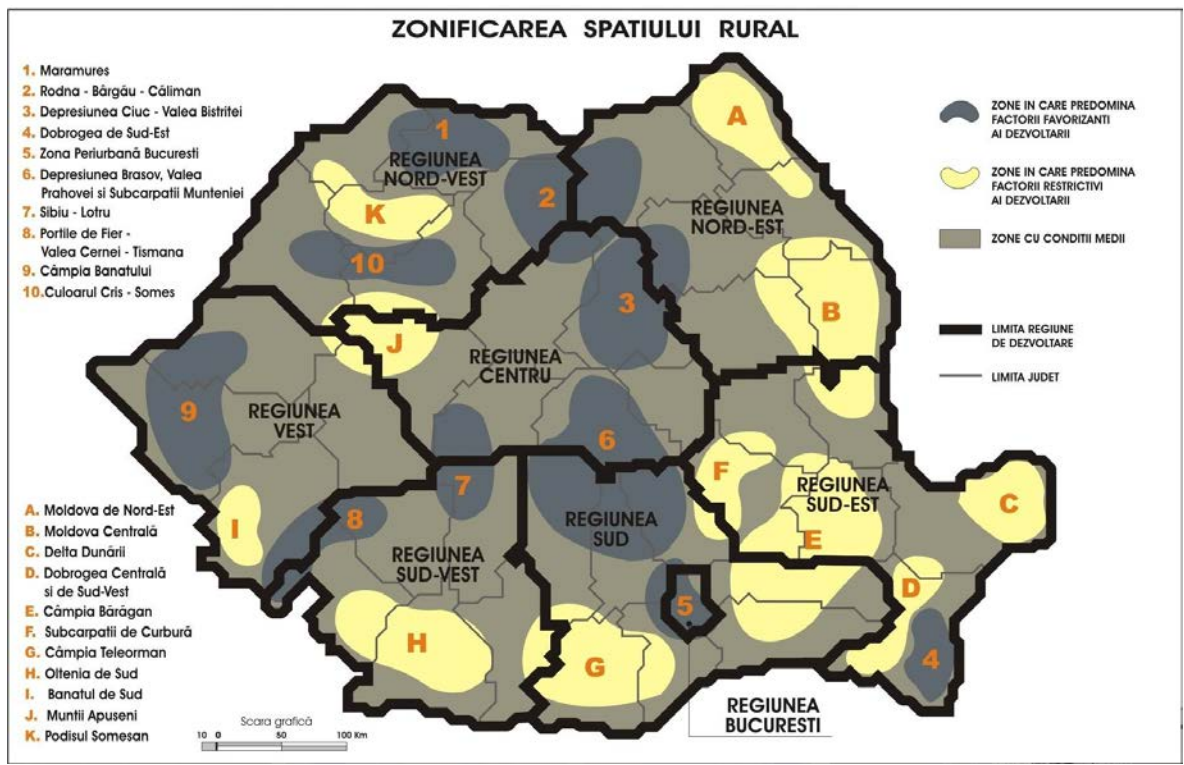 ZONIFICAREA SPATIULUI RURAL
1. Maramures
2. Rodna - Bârgău - Căliman
3. Depresiunea Ciuc - Valea Bistritei
4. Dobrogea de Sud-Est
5. Zona Periurbană Bucuresti
6. Depresiunea Brasov, Valea
Prahovei si Subcarpatii Munteniei
7. Sibiu - Lotru
8. Portile de Fier -
Valea Cernei - Tismana
9. Câmpia Banatului
10. Culoarul Cris - Somes
ZONE IN CARE PREDOMINA
FACTORII FAVORIZANTI
AI DEZVOLTARII
ZONE IN CARE PREDOMINA
FACTORII RESTRICTIVI
AI DEZVOLTARII
ZONE CU CONDITII MEDII
LIMITA REGIUNE
DE DEZVOLTARE
LIMITA JUDET
A
1
REGIUNEA
NORD-VEST
2
K
REGIUNEA
NORD-EST
10
3
B
J
REGIUNEA
CENTRU
9
REGIUNEA
VEST
6
F
7
REGIUNEA
SUD-EST
C
I
8
REGIUNEA
SUD
E
REGIUNEA
SUD-VEST
D
5
H
G
4
REGIUNEA
BUCURESTI
A. Moldova de Nord-Est
B. Moldova Centrală
C. Delta Dunării
D. Dobrogea Centrală
si de Sud-Vest
E. Câmpia Bărăgan
F. Subcarpatii de Curbură
G. Câmpia Teleorman
H. Oltenia de Sud
I. Banatul de Sud
J. Muntii Apuseni
K. Podisul Somesan
Scara grafică
10 0 50 100 Km